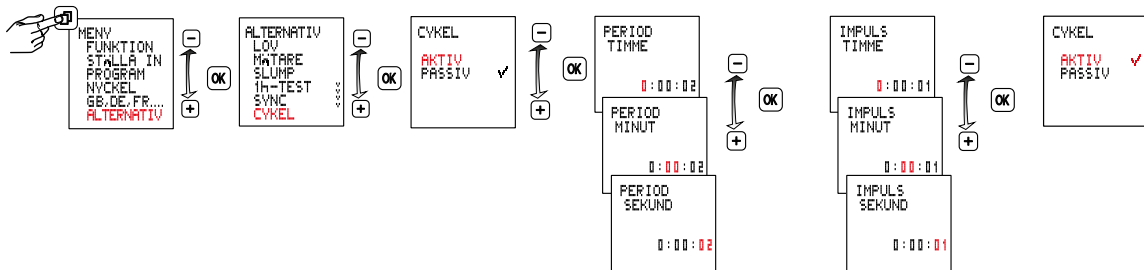 MENY
FUNKTION
STÄLLA IN
PROGRAM
NYCKEL
GB,DE,FR....
ALTERNATIV
OK
ALTERNATIV
LOV
MÄTARE
SLUMP
1h-TEST
SYNC
CYKEL
OK
CYKEL
AKTIV
PASSIV ✓
OK
PERIOD
TIMME
0:00:02
PERIOD
MINUT
0:00:02
PERIOD
SEKUND
0:00:02
OK
IMPULS
TIMME
0:00:01
IMPULS
MINUT
0:00:01
IMPULS
SEKUND
0:00:01
OK
CYKEL
AKTIV ✓
PASSIV